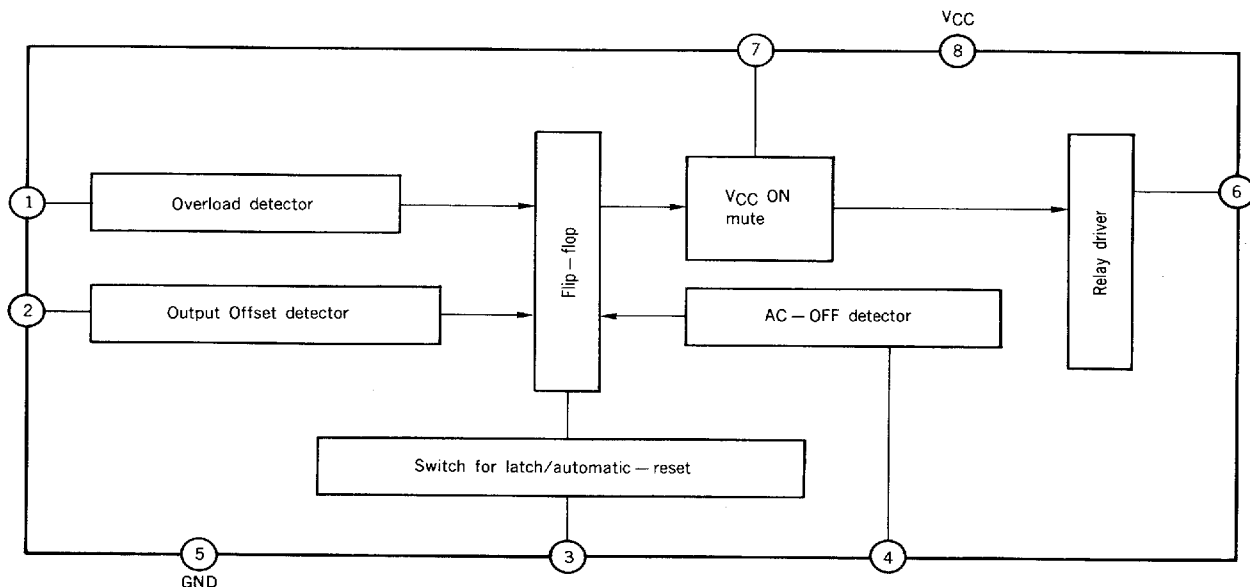 VCC
7
8
1
Overload detector
Flip-flop
VCC ON
mute
Relay driver
6
2
Output Offset detector
AC-OFF detector
Switch for latch/automatic-reset
5
GND
3
4